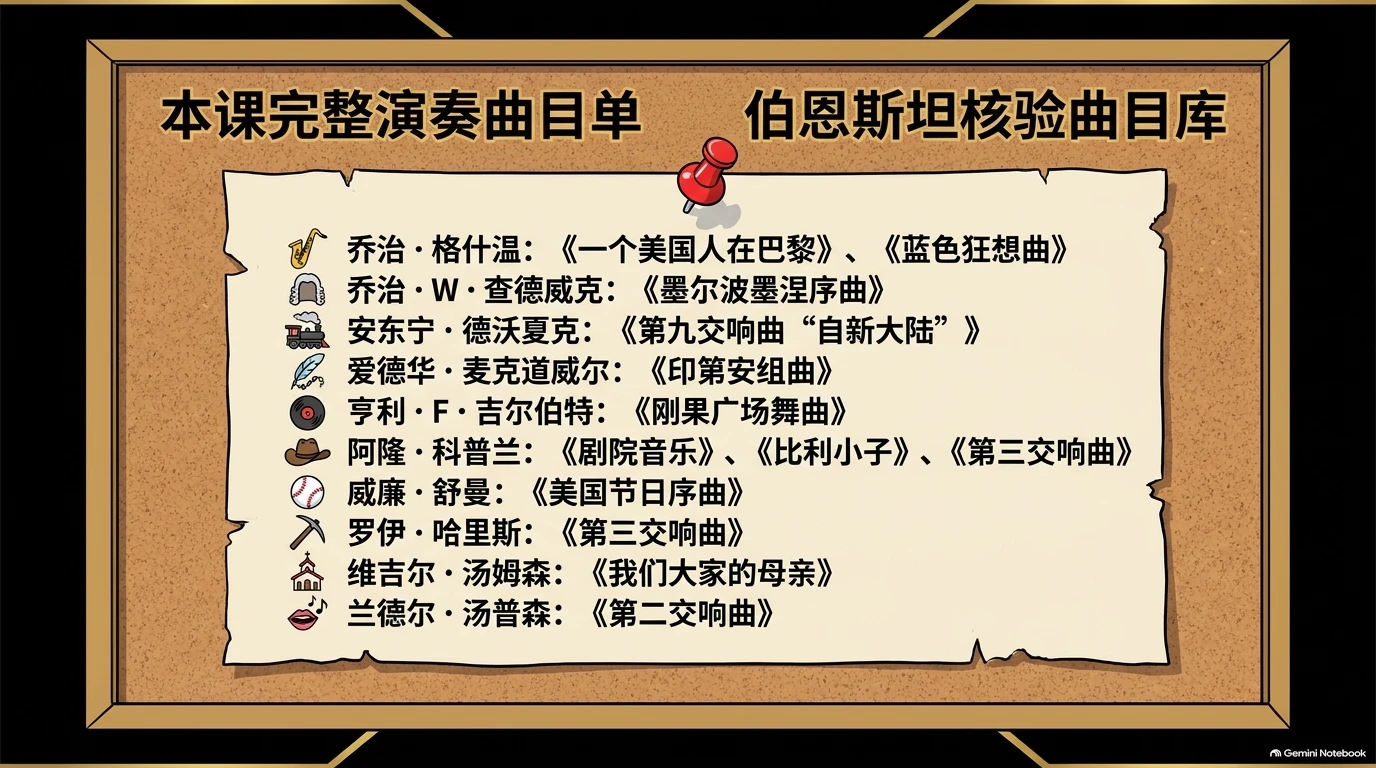 本课完整演奏曲目单 伯恩斯坦核验曲目库
乔治·格什温：《一个美国人在巴黎》、《蓝色狂想曲》
乔治·W·查德威克：《墨尔波墨涅序曲》
安东宁·德沃夏克：《第九交响曲“自新大陆”》
爱德华·麦克道威尔：《印第安组曲》
亨利·F·吉尔伯特：《刚果广场舞曲》
阿隆·科普兰：《剧院音乐》、《比利小子》、《第三交响曲》
威廉·舒曼：《美国节日序曲》
罗伊·哈里斯：《第三交响曲》
维吉尔·汤姆森：《我们大家的母亲》
兰德尔·汤普森：《第二交响曲》
Gemini Notebook